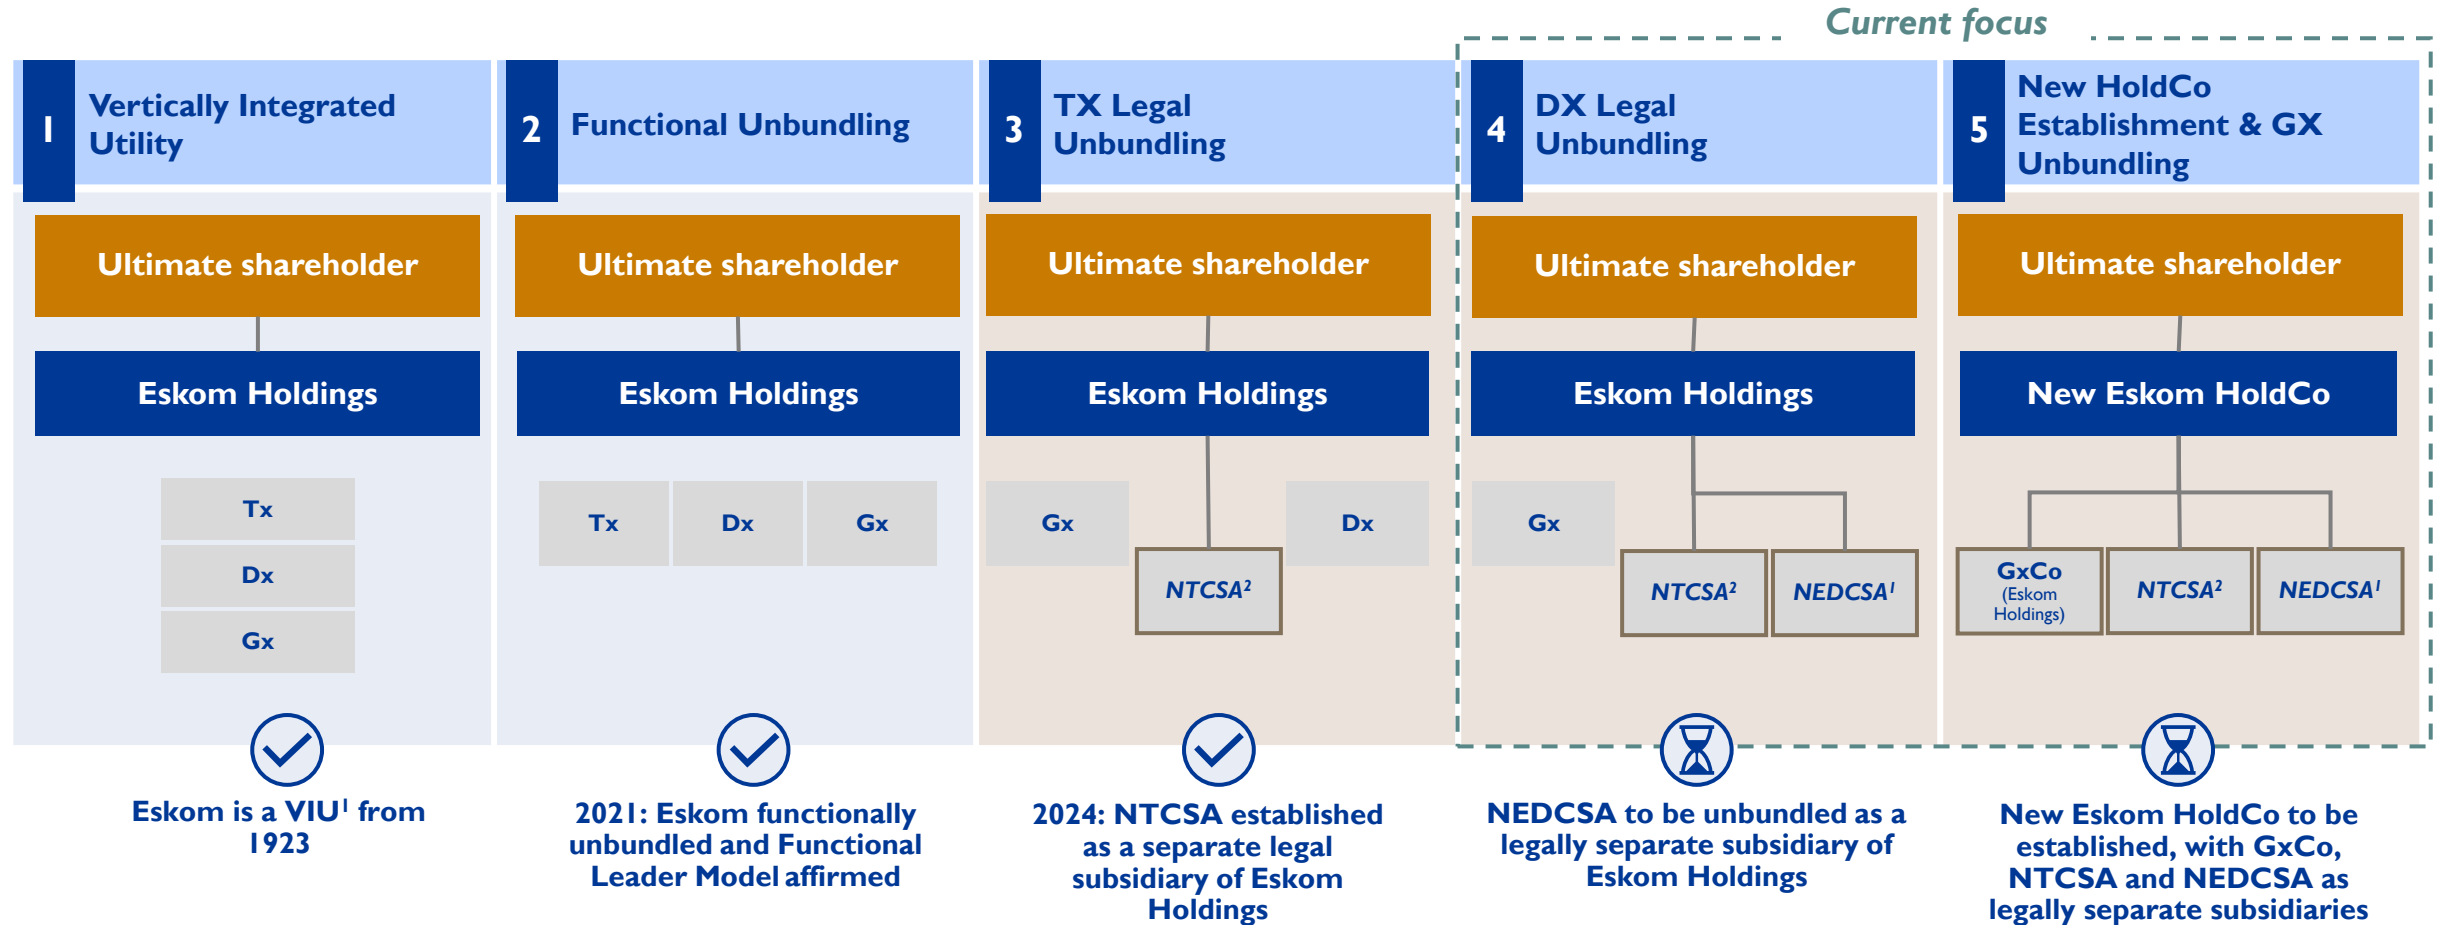 Current focus
1
Vertically Integrated
Utility
Ultimate shareholder
Eskom Holdings
Tx
Dx
Gx
Eskom is a VIU¹ from
1923
2
Functional Unbundling
Ultimate shareholder
Eskom Holdings
Tx
Dx
Gx
2021: Eskom functionally
unbundled and Functional
Leader Model affirmed
3
TX Legal
Unbundling
Ultimate shareholder
Eskom Holdings
Gx
Dx
NTCSA²
2024: NTCSA established
as a separate legal
subsidiary of Eskom
Holdings
4
DX Legal
Unbundling
Ultimate shareholder
Eskom Holdings
Gx
NTCSA²
NEDCSA¹
NEDCSA to be unbundled as a
legally separate subsidiary of
Eskom Holdings
5
New HoldCo
Establishment & GX
Unbundling
Ultimate shareholder
New Eskom HoldCo
GxCo
(Eskom
Holdings)
NTCSA²
NEDCSA¹
New Eskom HoldCo to be
established, with GxCo,
NTCSA and NEDCSA as
legally separate subsidiaries